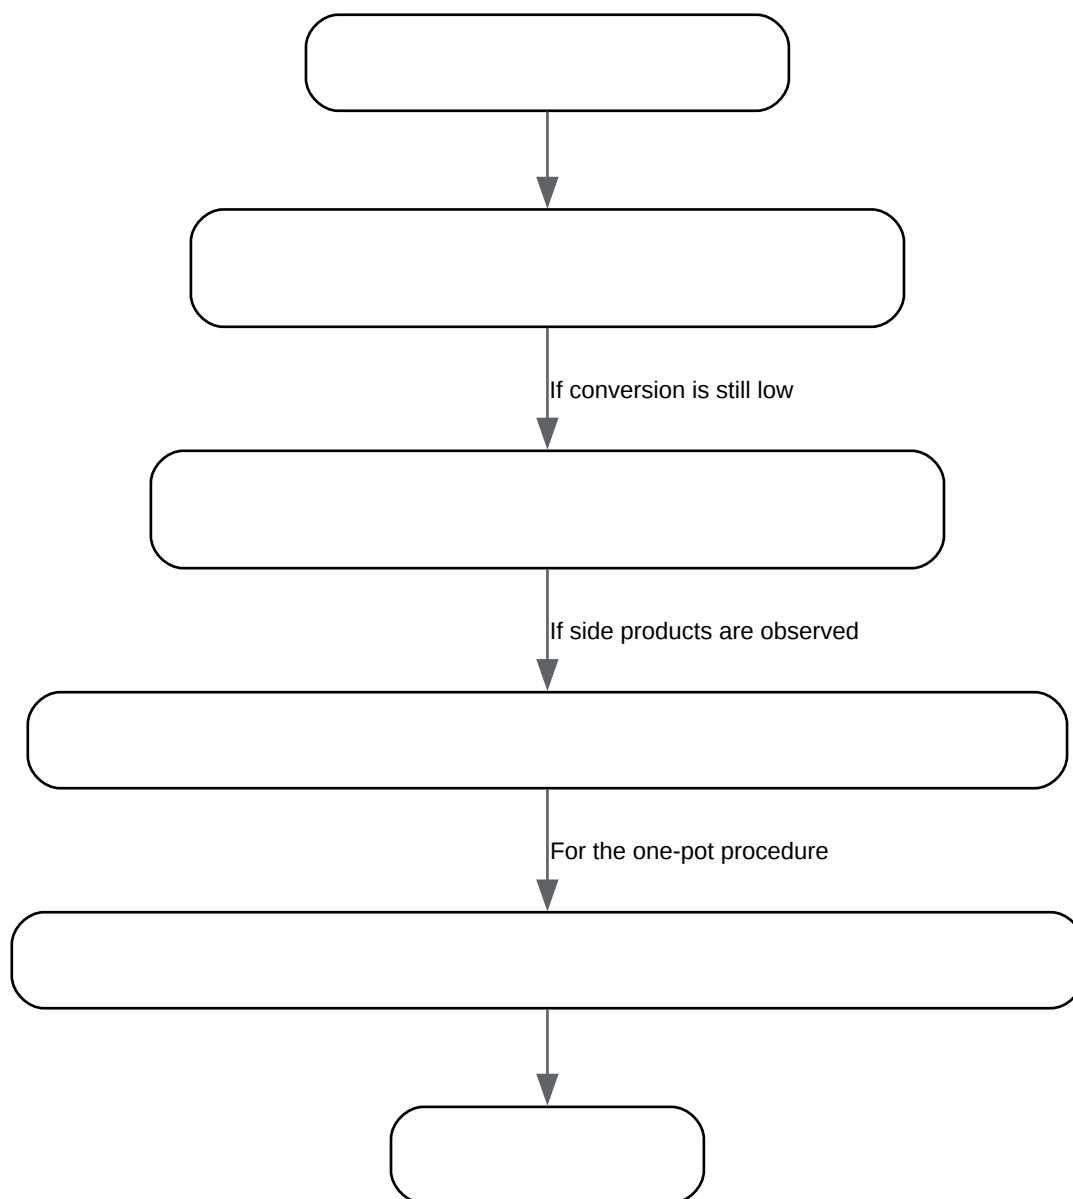 If conversion is still low
If side products are observed
For the one-pot procedure